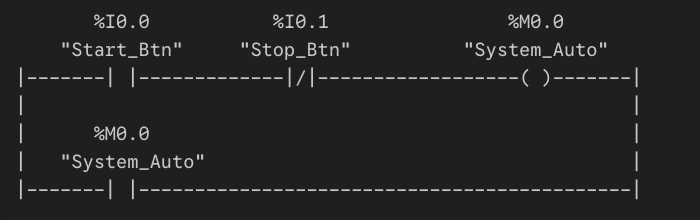 %I0.0 %I0.1 %M0.0
"Start_Btn" "Stop_Btn" "System_Auto"
|-------| |-------------|/|------------------( )-------|
| |
| %M0.0 |
| "System_Auto" |
|-------| |--------------------------------------------|